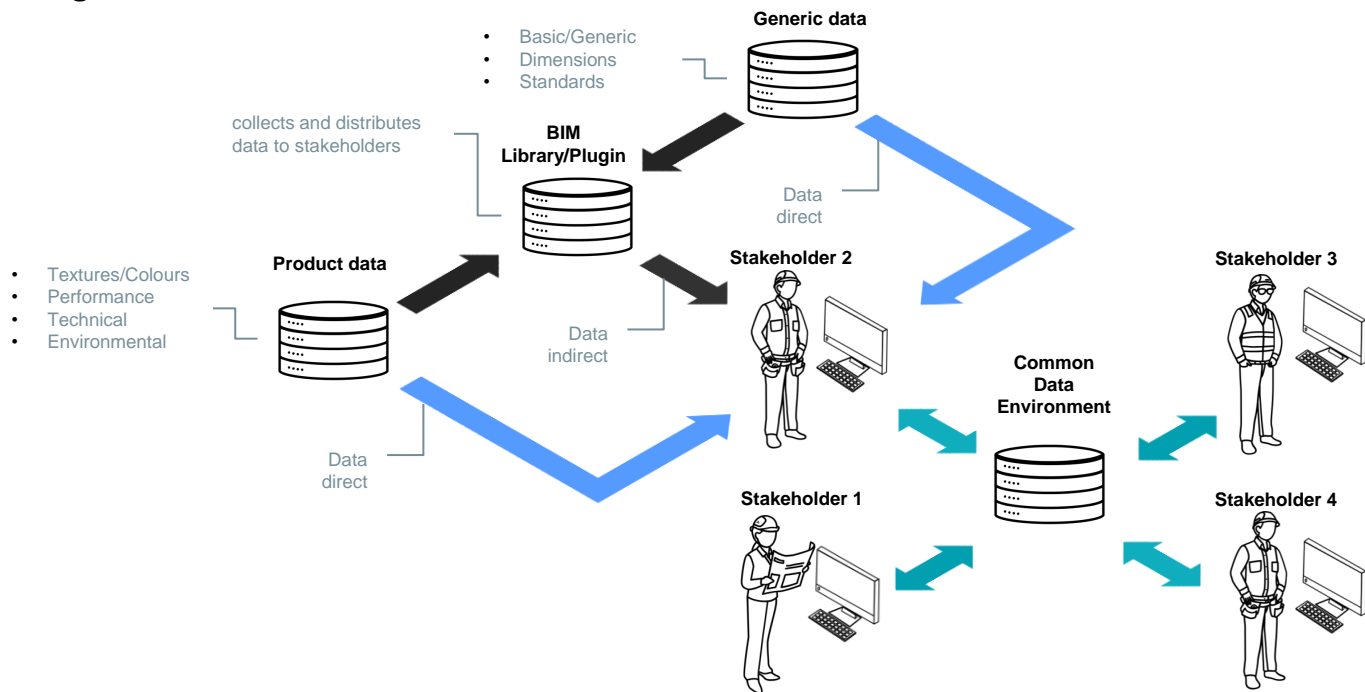 Generic data
• Basic/Generic
• Dimensions
• Standards
collects and distributes
data to stakeholders
BIM
Library/Plugin
Data
direct
Product data
• Textures/Colours
• Performance
• Technical
• Environmental
Data
indirect
Stakeholder 2
Stakeholder 3
Common
Data
Environment
Data
direct
Stakeholder 1
Stakeholder 4